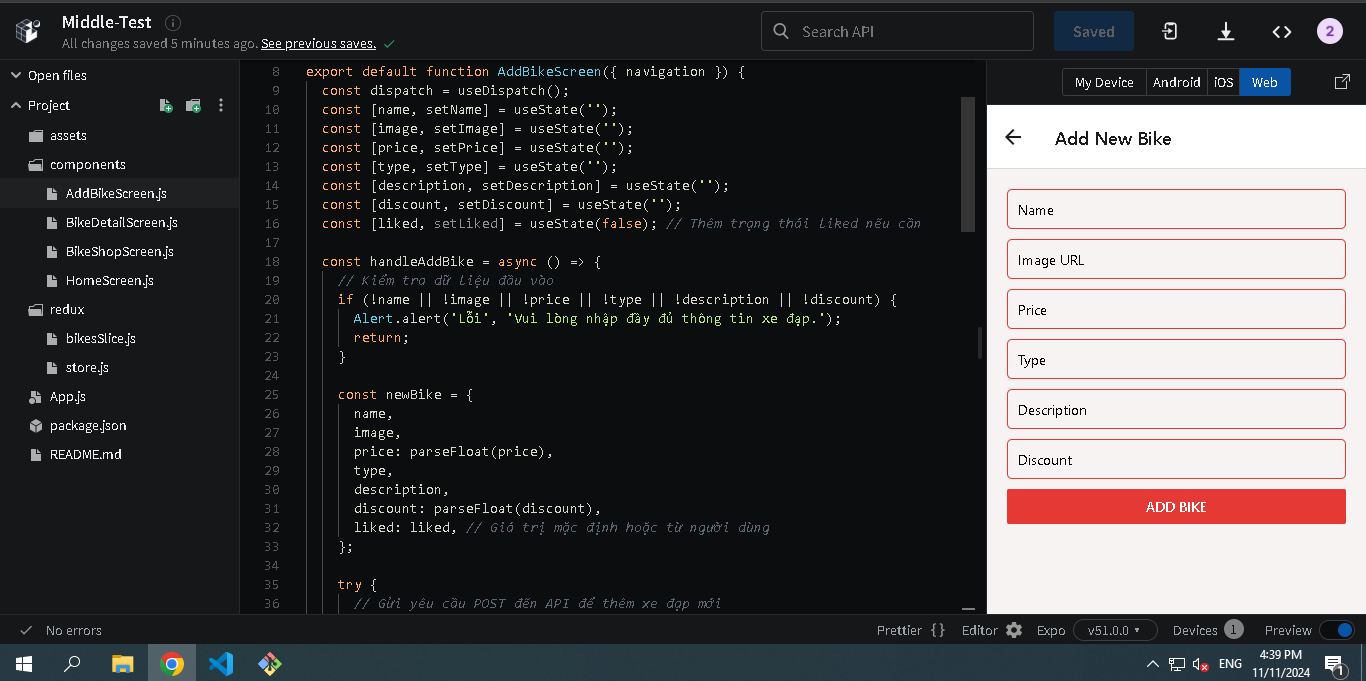 Middle-Test
All changes saved 5 minutes ago. See previous saves.
Search API
Saved
2
Open files
Project
assets
components
AddBikeScreen.js
BikeDetailScreen.js
BikeShopScreen.js
HomeScreen.js
redux
bikesSlice.js
store.js
App.js
package.json
README.md
8 export default function AddBikeScreen({ navigation }) {
9 const dispatch = useDispatch();
10 const [name, setName] = useState('');
11 const [image, setImage] = useState('');
12 const [price, setPrice] = useState('');
13 const [type, setType] = useState('');
14 const [description, setDescription] = useState('');
15 const [discount, setDiscount] = useState('');
16 const [liked, setLiked] = useState(false); // Thêm trạng thái liked nếu cần
17
18 const handleAddBike = async () => {
19 // Kiểm tra dữ liệu đầu vào
20 if (!name || !image || !price || !type || !description || !discount) {
21 Alert.alert('Lỗi', 'Vui lòng nhập đầy đủ thông tin xe đạp.');
22 return;
23 }
24
25 const newBike = {
26 name,
27 image,
28 price: parseFloat(price),
29 type,
30 description,
31 discount: parseFloat(discount),
32 liked: liked, // Giá trị mặc định hoặc từ người dùng
33 };
34
35 try {
36 // Gửi yêu cầu POST đến API để thêm xe đạp mới
My Device Android iOS Web
Add New Bike
Name
Image URL
Price
Type
Description
Discount
ADD BIKE
No errors
Prettier {} Editor Expo v51.0.0 Devices 1 Preview
ENG
4:39 PM
11/11/2024
1